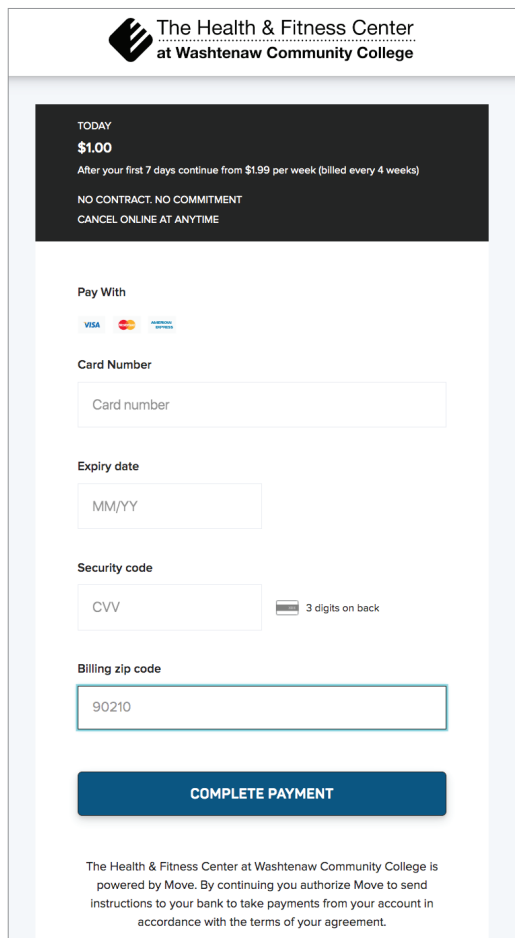 The Health & Fitness Center
at Washtenaw Community College
TODAY
$1.00
After your first 7 days continue from $1.99 per week (billed every 4 weeks)
NO CONTRACT. NO COMMITMENT
CANCEL ONLINE AT ANYTIME
Pay With
VISA AMERICAN
EXPRESS
Card Number
Card number
Expiry date
MM/YY
Security code
CVV
3 digits on back
Billing zip code
90210
COMPLETE PAYMENT
The Health & Fitness Center at Washtenaw Community College is
powered by Move. By continuing you authorize Move to send
instructions to your bank to take payments from your account in
accordance with the terms of your agreement.